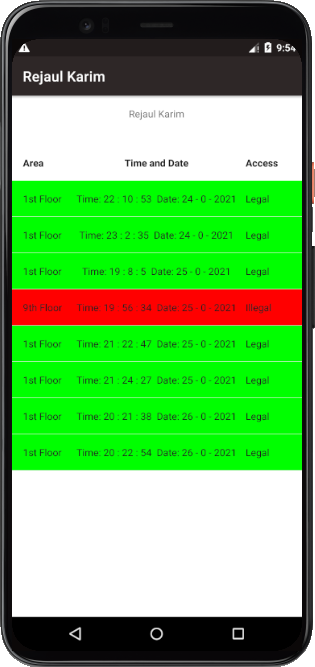 9:54
Rejaul Karim
Rejaul Karim
Area Time and Date Access
1st Floor Time: 22 : 10 : 53 Date: 24 - 0 - 2021 Legal
1st Floor Time: 23 : 2 : 35 Date: 24 - 0 - 2021 Legal
1st Floor Time: 19 : 8 : 5 Date: 25 - 0 - 2021 Legal
9th Floor Time: 19 : 56 : 34 Date: 25 - 0 - 2021 Illegal
1st Floor Time: 21 : 22 : 47 Date: 25 - 0 - 2021 Legal
1st Floor Time: 21 : 24 : 27 Date: 25 - 0 - 2021 Legal
1st Floor Time: 20 : 21 : 38 Date: 26 - 0 - 2021 Legal
1st Floor Time: 20 : 22 : 54 Date: 26 - 0 - 2021 Legal